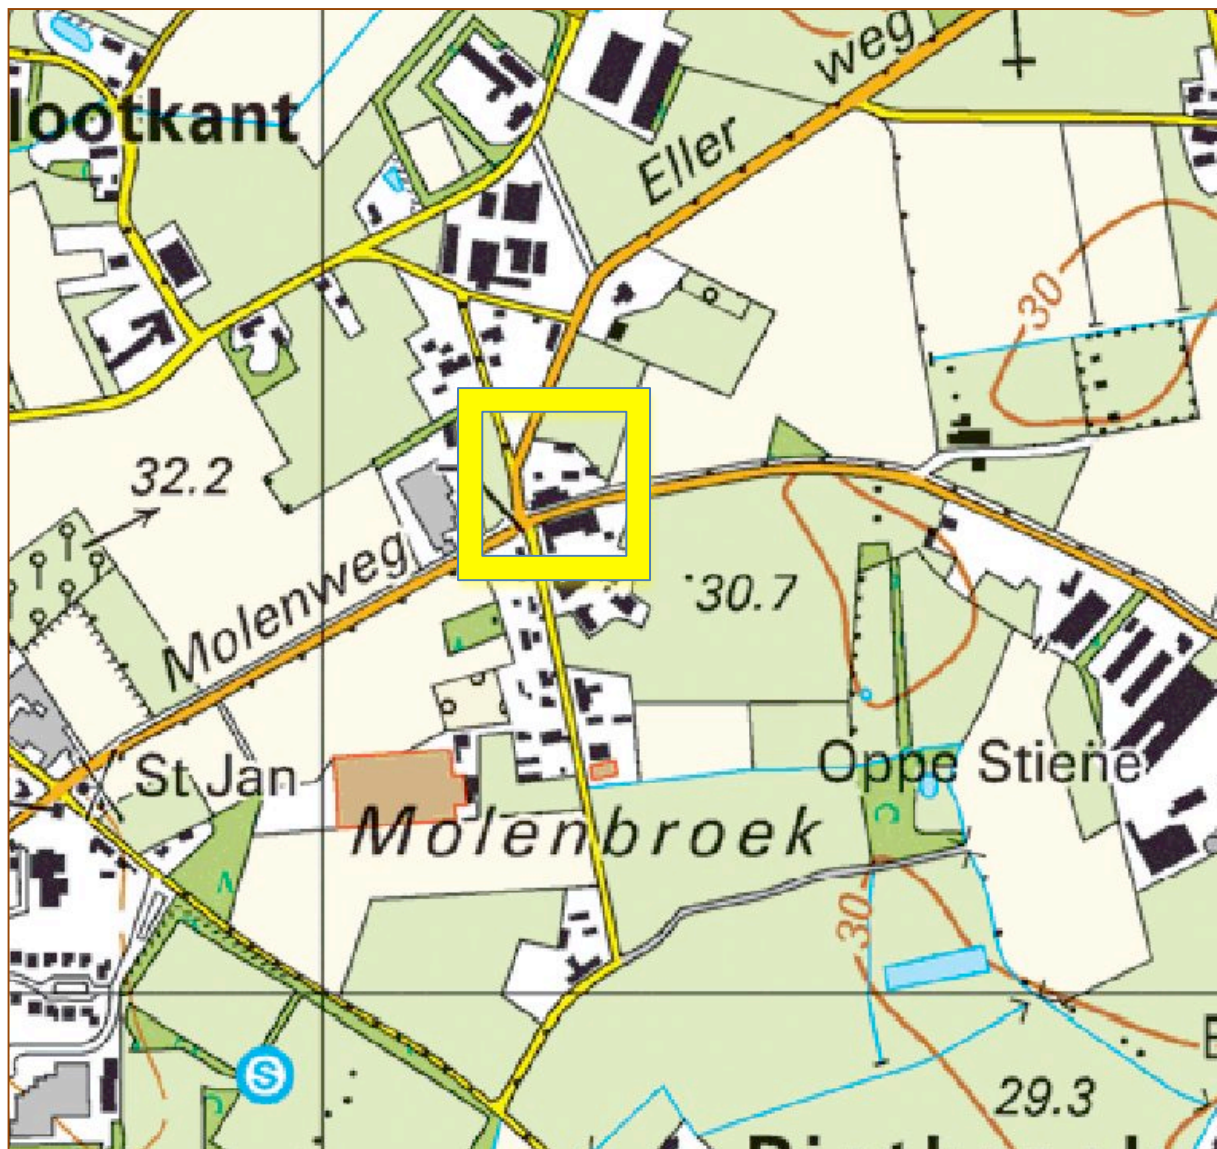 weg
lootkant
Eller
30
32.2
Molenweg
30.7
St Jan
Oppe Stiene
Molenbroek
30
S
29.3